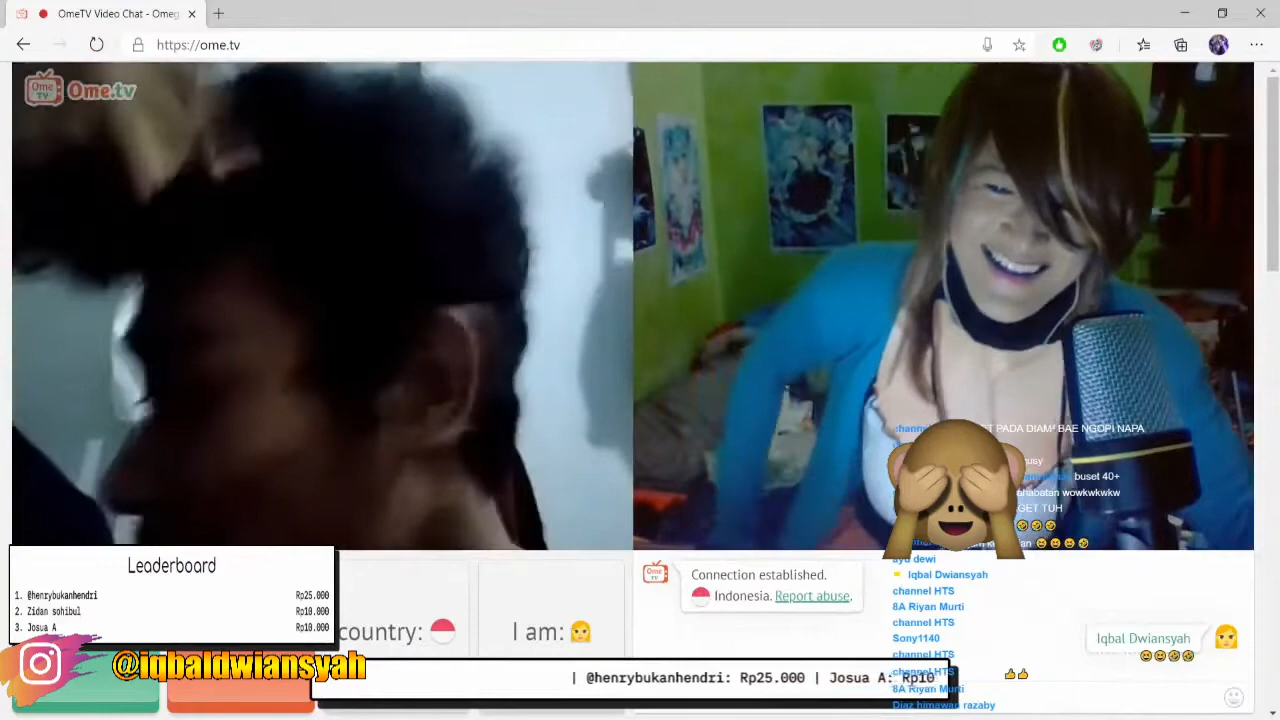 OmeTV Video Chat - Omeg
https://ome.tv
Ome TV Ome.tv
PADA DIAM² BAE NGOPI NAPA
buset 40+
wowkwkwkw
GET TUH
ayu dewi
Iqbal Dwiansyah
channel HTS
8A Riyan Murti
channel HTS
Sony1140
channel HTS
channel HTS 👍👍
8A Riyan Murti
Diaz himawan razaby
Connection established.
Indonesia. Report abuse.
Iqbal Dwiansyah
Leaderboard
1. @henrybukanhendri Rp25.000
2. Zidan sohibul Rp10.000
3. Josua A Rp10.000
country:
I am:
@iqbaldwiansyah
| @henrybukanhendri: Rp25.000 | Josua A: Rp10